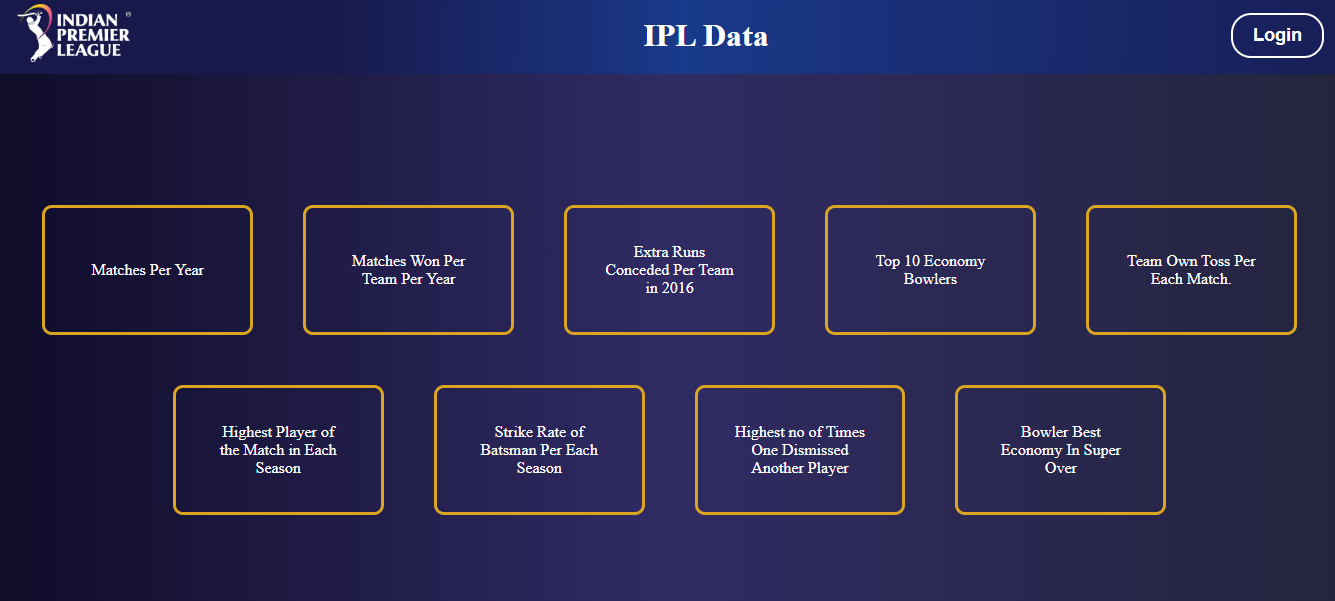 INDIAN
PREMIER
LEAGUE
®
IPL Data
Login
Matches Per Year
Matches Won Per
Team Per Year
Extra Runs
Conceded Per Team
in 2016
Top 10 Economy
Bowlers
Team Own Toss Per
Each Match.
Highest Player of
the Match in Each
Season
Strike Rate of
Batsman Per Each
Season
Highest no of Times
One Dismissed
Another Player
Bowler Best
Economy In Super
Over